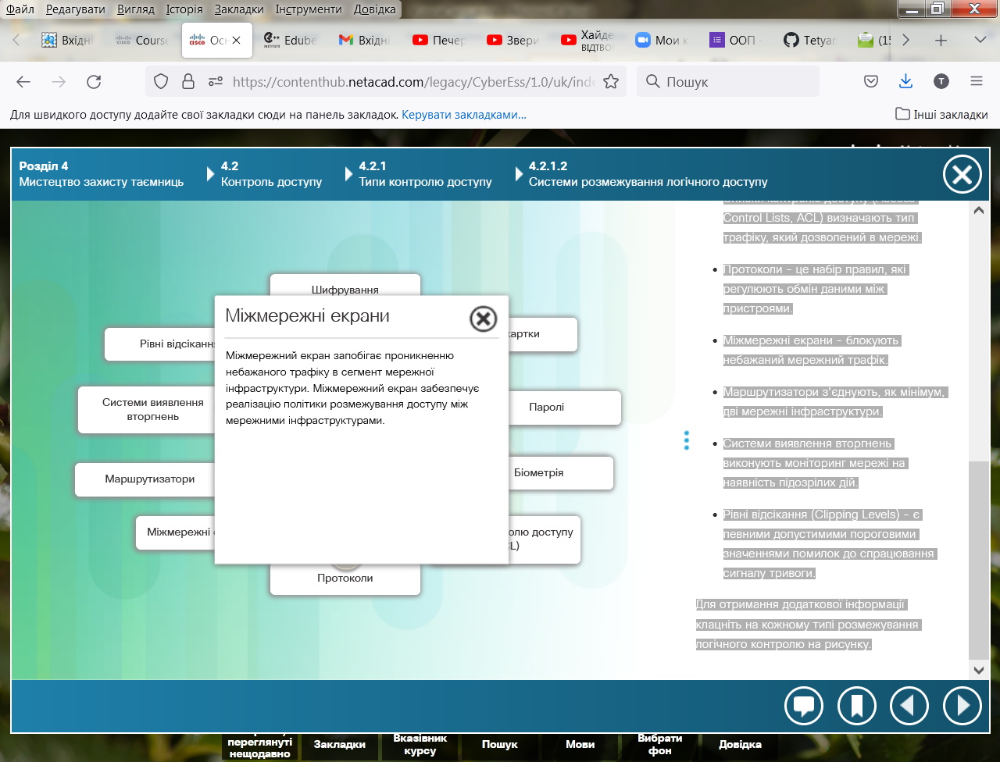 Файл Редагувати Вигляд Історія Закладки Інструменти Довідка
Вхідні Course Осн Edube Вхідні Печер Звери Хайде Мои к ООП - Tetyan (15
ВІДТВОР
https://contenthub.netacad.com/legacy/CyberEss/1.0/uk/inde Пошук T
Для швидкого доступу додайте свої закладки сюди на панель закладок. Керувати закладками... Інші закладки
Розділ 4
Мистецтво захисту таємниць
4.2
Контроль доступу
4.2.1
Типи контролю доступу
4.2.1.2
Системи розмежування логічного доступу
Шифрування
картки
Рівні відсікання
Системи виявлення
вторгнень
Паролі
Маршрутизатори
Біометрія
Міжмережні
олю доступу
CL)
Протоколи
Міжмережні екрани
Міжмережний екран запобігає проникненню
небажаного трафіку в сегмент мережної
інфраструктури. Міжмережний екран забезпечує
реалізацію політики розмежування доступу між
мережними інфраструктурами.
Списки контролю доступу (Access
Control Lists, ACL) визначають тип
трафіку, який дозволений в мережі.
• Протоколи – це набір правил, які
регулюють обмін даними між
пристроями.
• Міжмережні екрани – блокують
небажаний мережний трафік.
• Маршрутизатори з'єднують, як мінімум,
дві мережні інфраструктури.
• Системи виявлення вторгнень
виконують моніторинг мережі на
наявність підозрілих дій.
• Рівні відсікання (Clipping Levels) – є
певними допустимими пороговими
значеннями помилок до спрацювання
сигналу тривоги.
Для отримання додаткової інформації
клацніть на кожному типі розмежування
логічного контролю на рисунку.
переглянуті
нещодавно
Закладки
Вказівник
курсу
Пошук
Мови
Вибрати
фон
Довідка